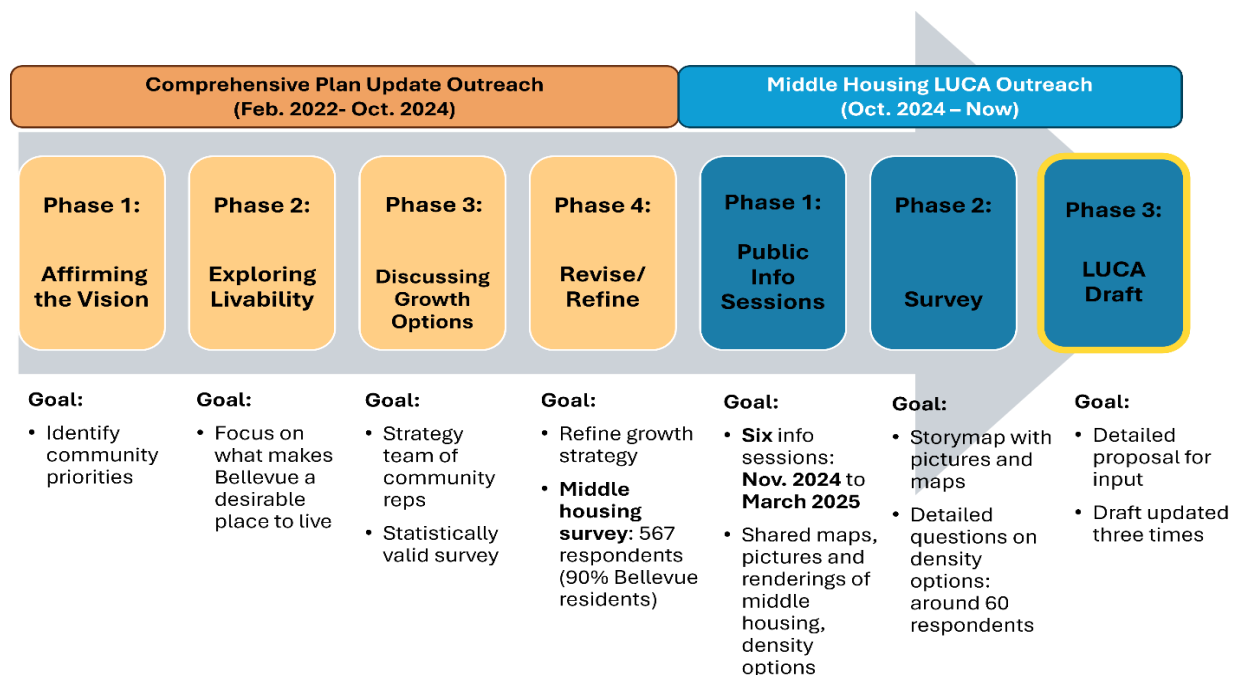 Comprehensive Plan Update Outreach
(Feb. 2022- Oct. 2024)
Middle Housing LUCA Outreach
(Oct. 2024 – Now)
Phase 1:
Affirming
the Vision
Phase 2:
Exploring
Livability
Phase 3:
Discussing
Growth
Options
Phase 4:
Revise/
Refine
Phase 1:
Public
Info
Sessions
Phase 2:
Survey
Phase 3:
LUCA
Draft
Goal:
• Identify
community
priorities
Goal:
• Focus on
what makes
Bellevue a
desirable
place to live
Goal:
• Strategy
team of
community
reps
• Statistically
valid survey
Goal:
• Refine growth
strategy
• Middle
housing
survey: 567
respondents
(90% Bellevue
residents)
Goal:
• Six info
sessions:
Nov. 2024 to
March 2025
• Shared maps,
pictures and
renderings of
middle
housing,
density
options
Goal:
• Storymap with
pictures and
maps
• Detailed
questions on
density
options:
around 60
respondents
Goal:
• Detailed
proposal for
input
• Draft updated
three times